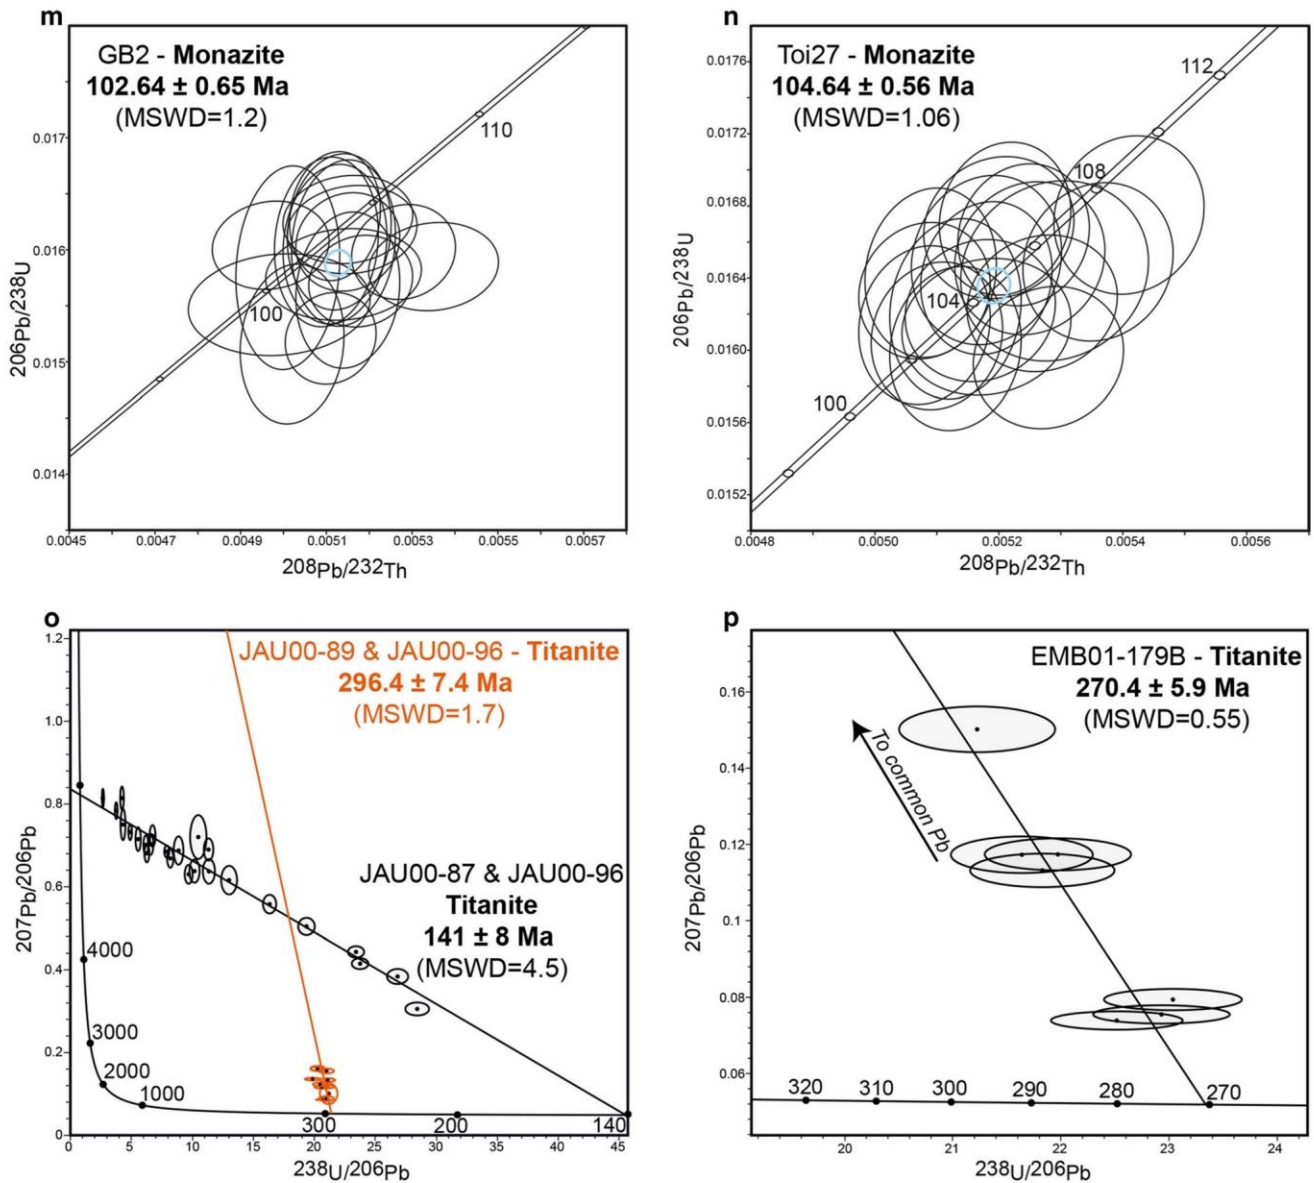 m
GB2 - Monazite
102.64 ± 0.65 Ma
(MSWD=1.2)
110
100
0.017
0.016
0.015
0.014
206Pb/238U
0.0045
0.0047
0.0049
0.0051
0.0053
0.0055
0.0057
208Pb/232Th
n
Toi27 - Monazite
104.64 ± 0.56 Ma
(MSWD=1.06)
112
108
104
100
0.0176
0.0172
0.0168
0.0164
0.0160
0.0156
0.0152
206Pb/238U
0.0048
0.0050
0.0052
0.0054
0.0056
208Pb/232Th
o
JAU00-89 & JAU00-96 - Titanite
296.4 ± 7.4 Ma
(MSWD=1.7)
JAU00-87 & JAU00-96
Titanite
141 ± 8 Ma
(MSWD=4.5)
4000
3000
2000
1000
300
200
140
1.2
1.0
0.8
0.6
0.4
0.2
0
207Pb/206Pb
0
5
10
15
20
25
30
35
40
45
238U/206Pb
p
EMB01-179B - Titanite
270.4 ± 5.9 Ma
(MSWD=0.55)
To common Pb
320
310
300
290
280
270
0.16
0.14
0.12
0.1
0.08
0.06
207Pb/206Pb
20
21
22
23
24
238U/206Pb